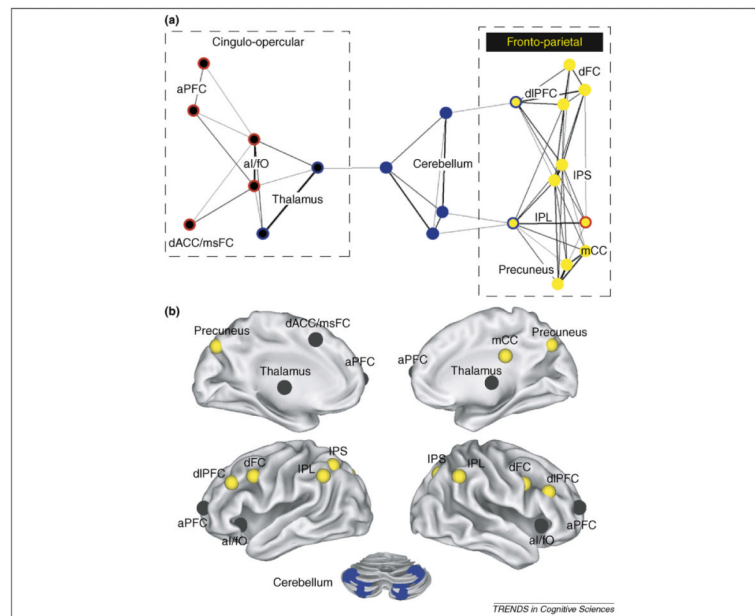 (a)
Cingulo-opercular
Fronto-parietal
aPFC
dFC
dlPFC
aI/fO
Cerebellum
IPS
Thalamus
IPL
dACC/msFC
mCC
Precuneus
(b)
Precuneus
dACC/msFC
aPFC
Thalamus
aPFC
mCC
Precuneus
Thalamus
dlPFC
dFC
IPS
IPL
aPFC
aI/fO
IPS
IPL
dFC
dlPFC
aPFC
aI/fO
Cerebellum
TRENDS in Cognitive Sciences